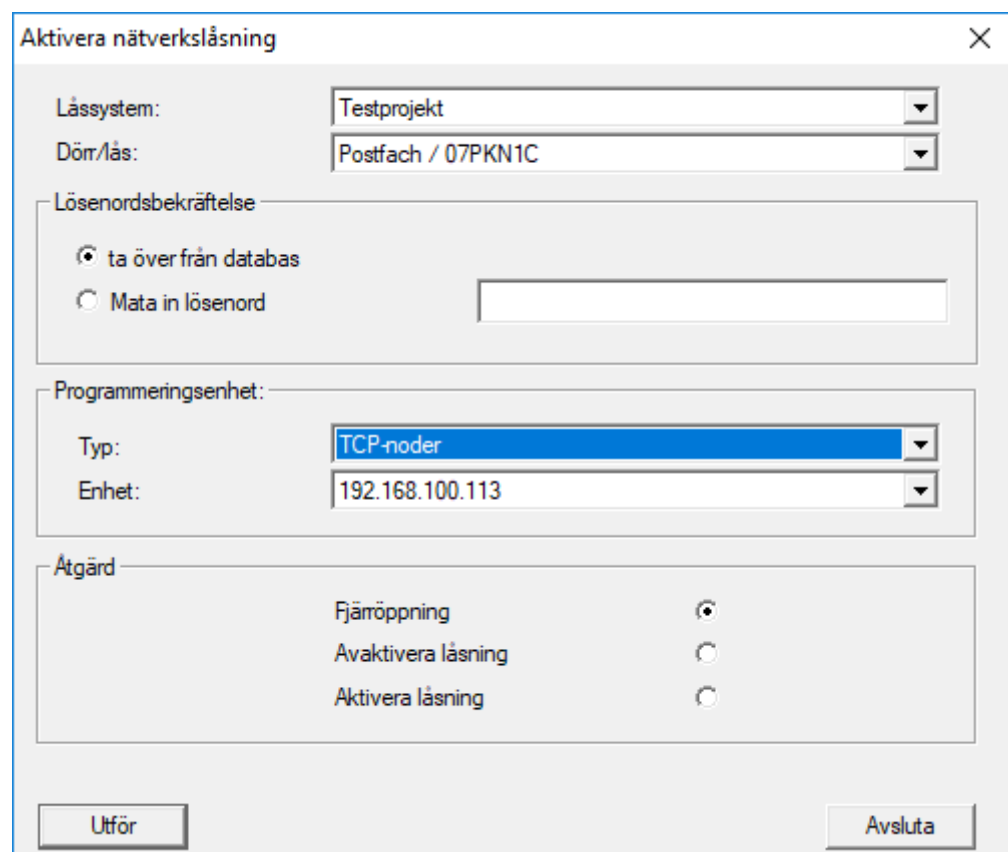 Aktivera nätverkslåsning
Låssystem: Testprojekt
Dörr/lås: Postfach / 07PKN1C
Lösenordsbekräftelse
ta över från databas
Mata in lösenord
Programmeringsenhet:
Typ: TCP-noder
Enhet: 192.168.100.113
Åtgärd
Fjärröppning
Avaktivera låsning
Aktivera låsning
Utför Avsluta